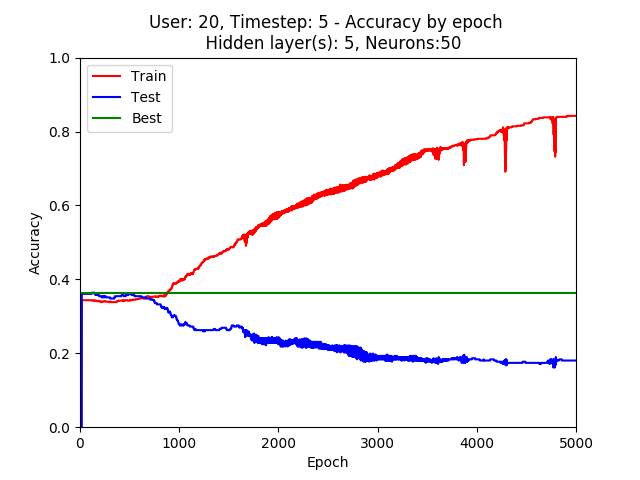 User: 20, Timestep: 5 - Accuracy by epoch
Hidden layer(s): 5, Neurons:50
1.0
Train
Test
Best
0.8
0.6
Accuracy
0.4
0.2
0.0
0 1000 2000 3000 4000 5000
Epoch